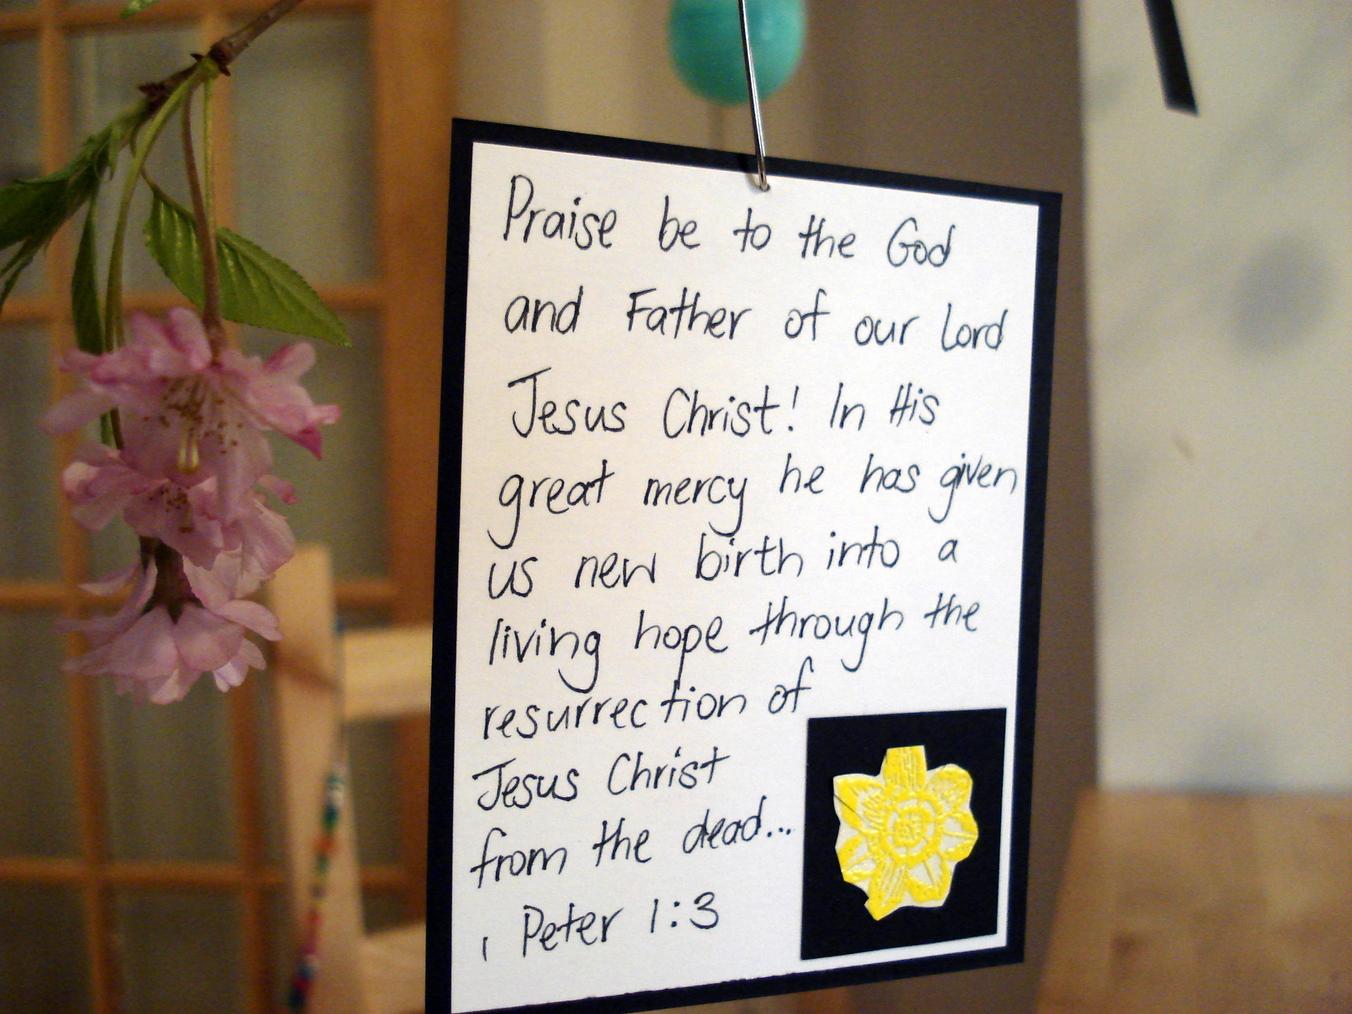 Praise be to the God
and Father of our Lord
Jesus Christ! In His
great mercy he has given
us new birth into a
living hope through the
resurrection of
Jesus Christ
from the dead...
1 Peter 1:3